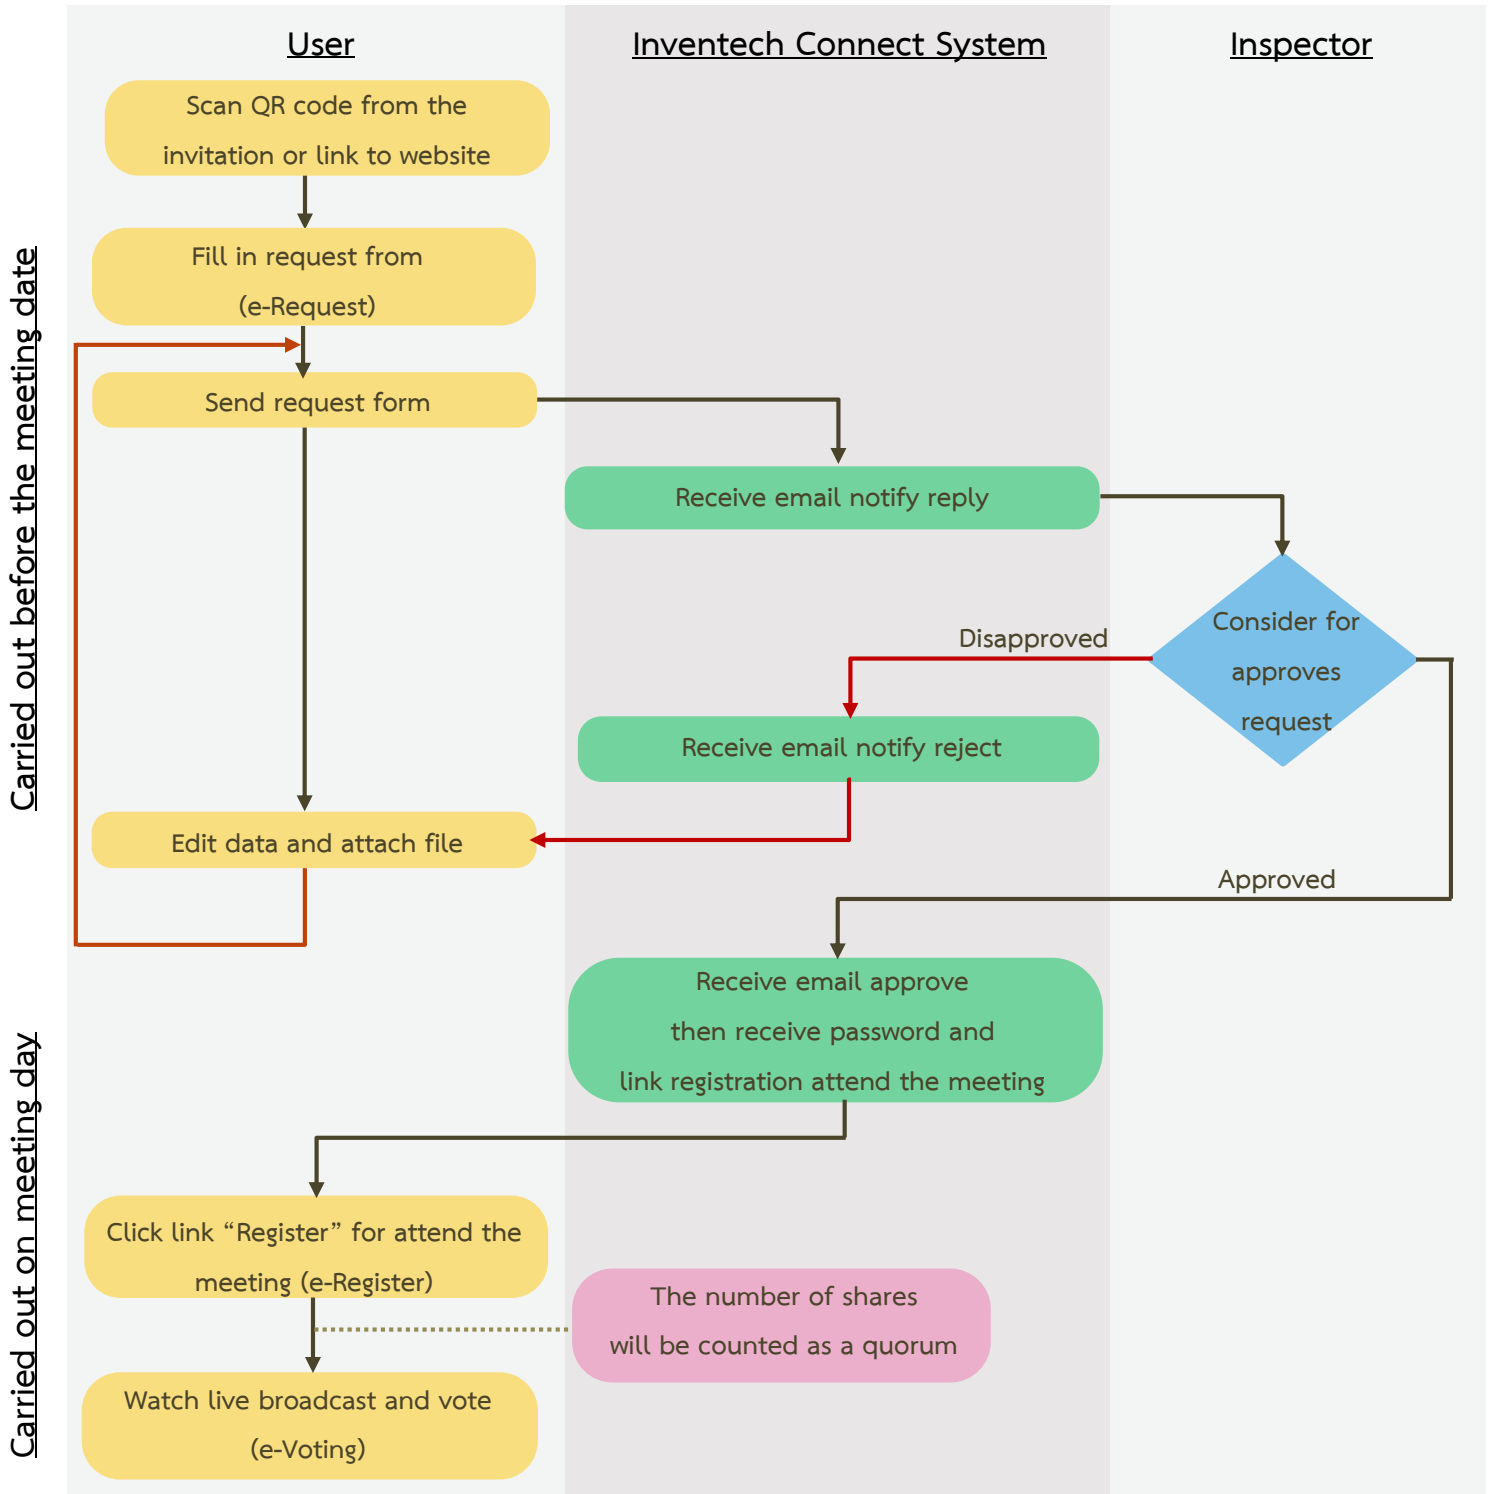 User
Inventech Connect System
Inspector
Carried out before the meeting date
Scan QR code from the
invitation or link to website
Fill in request from
(e-Request)
Send request form
Receive email notify reply
Consider for
approves
request
Disapproved
Receive email notify reject
Edit data and attach file
Approved
Receive email approve
then receive password and
link registration attend the meeting
Carried out on meeting day
Click link “Register” for attend the
meeting (e-Register)
The number of shares
will be counted as a quorum
Watch live broadcast and vote
(e-Voting)